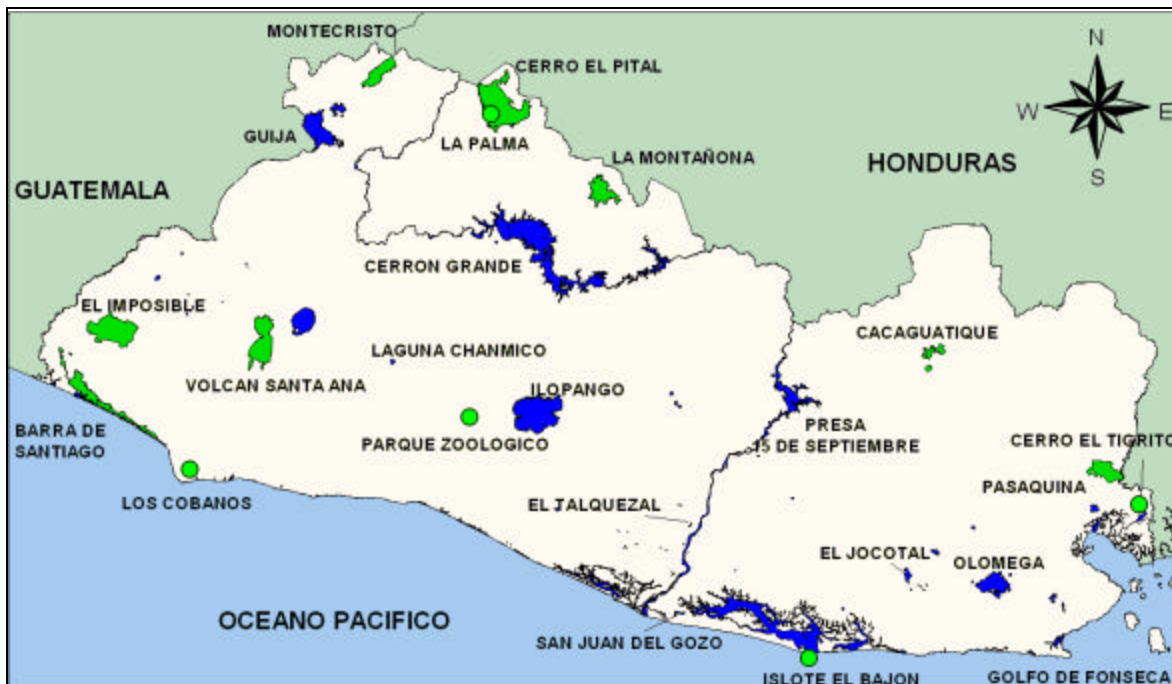 MONTECRISTO
CERRO EL PITAL
N
W
E
S
GUIJA
LA PALMA
LA MONTAÑONA
HONDURAS
GUATEMALA
CERRON GRANDE
EL IMPOSIBLE
CACAGUATIQUE
LAGUNA CHANMICO
VOLCAN SANTA ANA
ILOPANGO
BARRA DE
SANTIAGO
PARQUE ZOOLOGICO
PRESA
15 DE SEPTIEMBRE
CERRO EL TIGRITO
PASAQUINA
LOS COBANOS
EL JALQUEZAL
EL JOCOTAL
OLOMEGA
OCEANO PACIFICO
SAN JUAN DEL GOZO
ISLOTE EL BAJON
GOLFO DE FONSECA